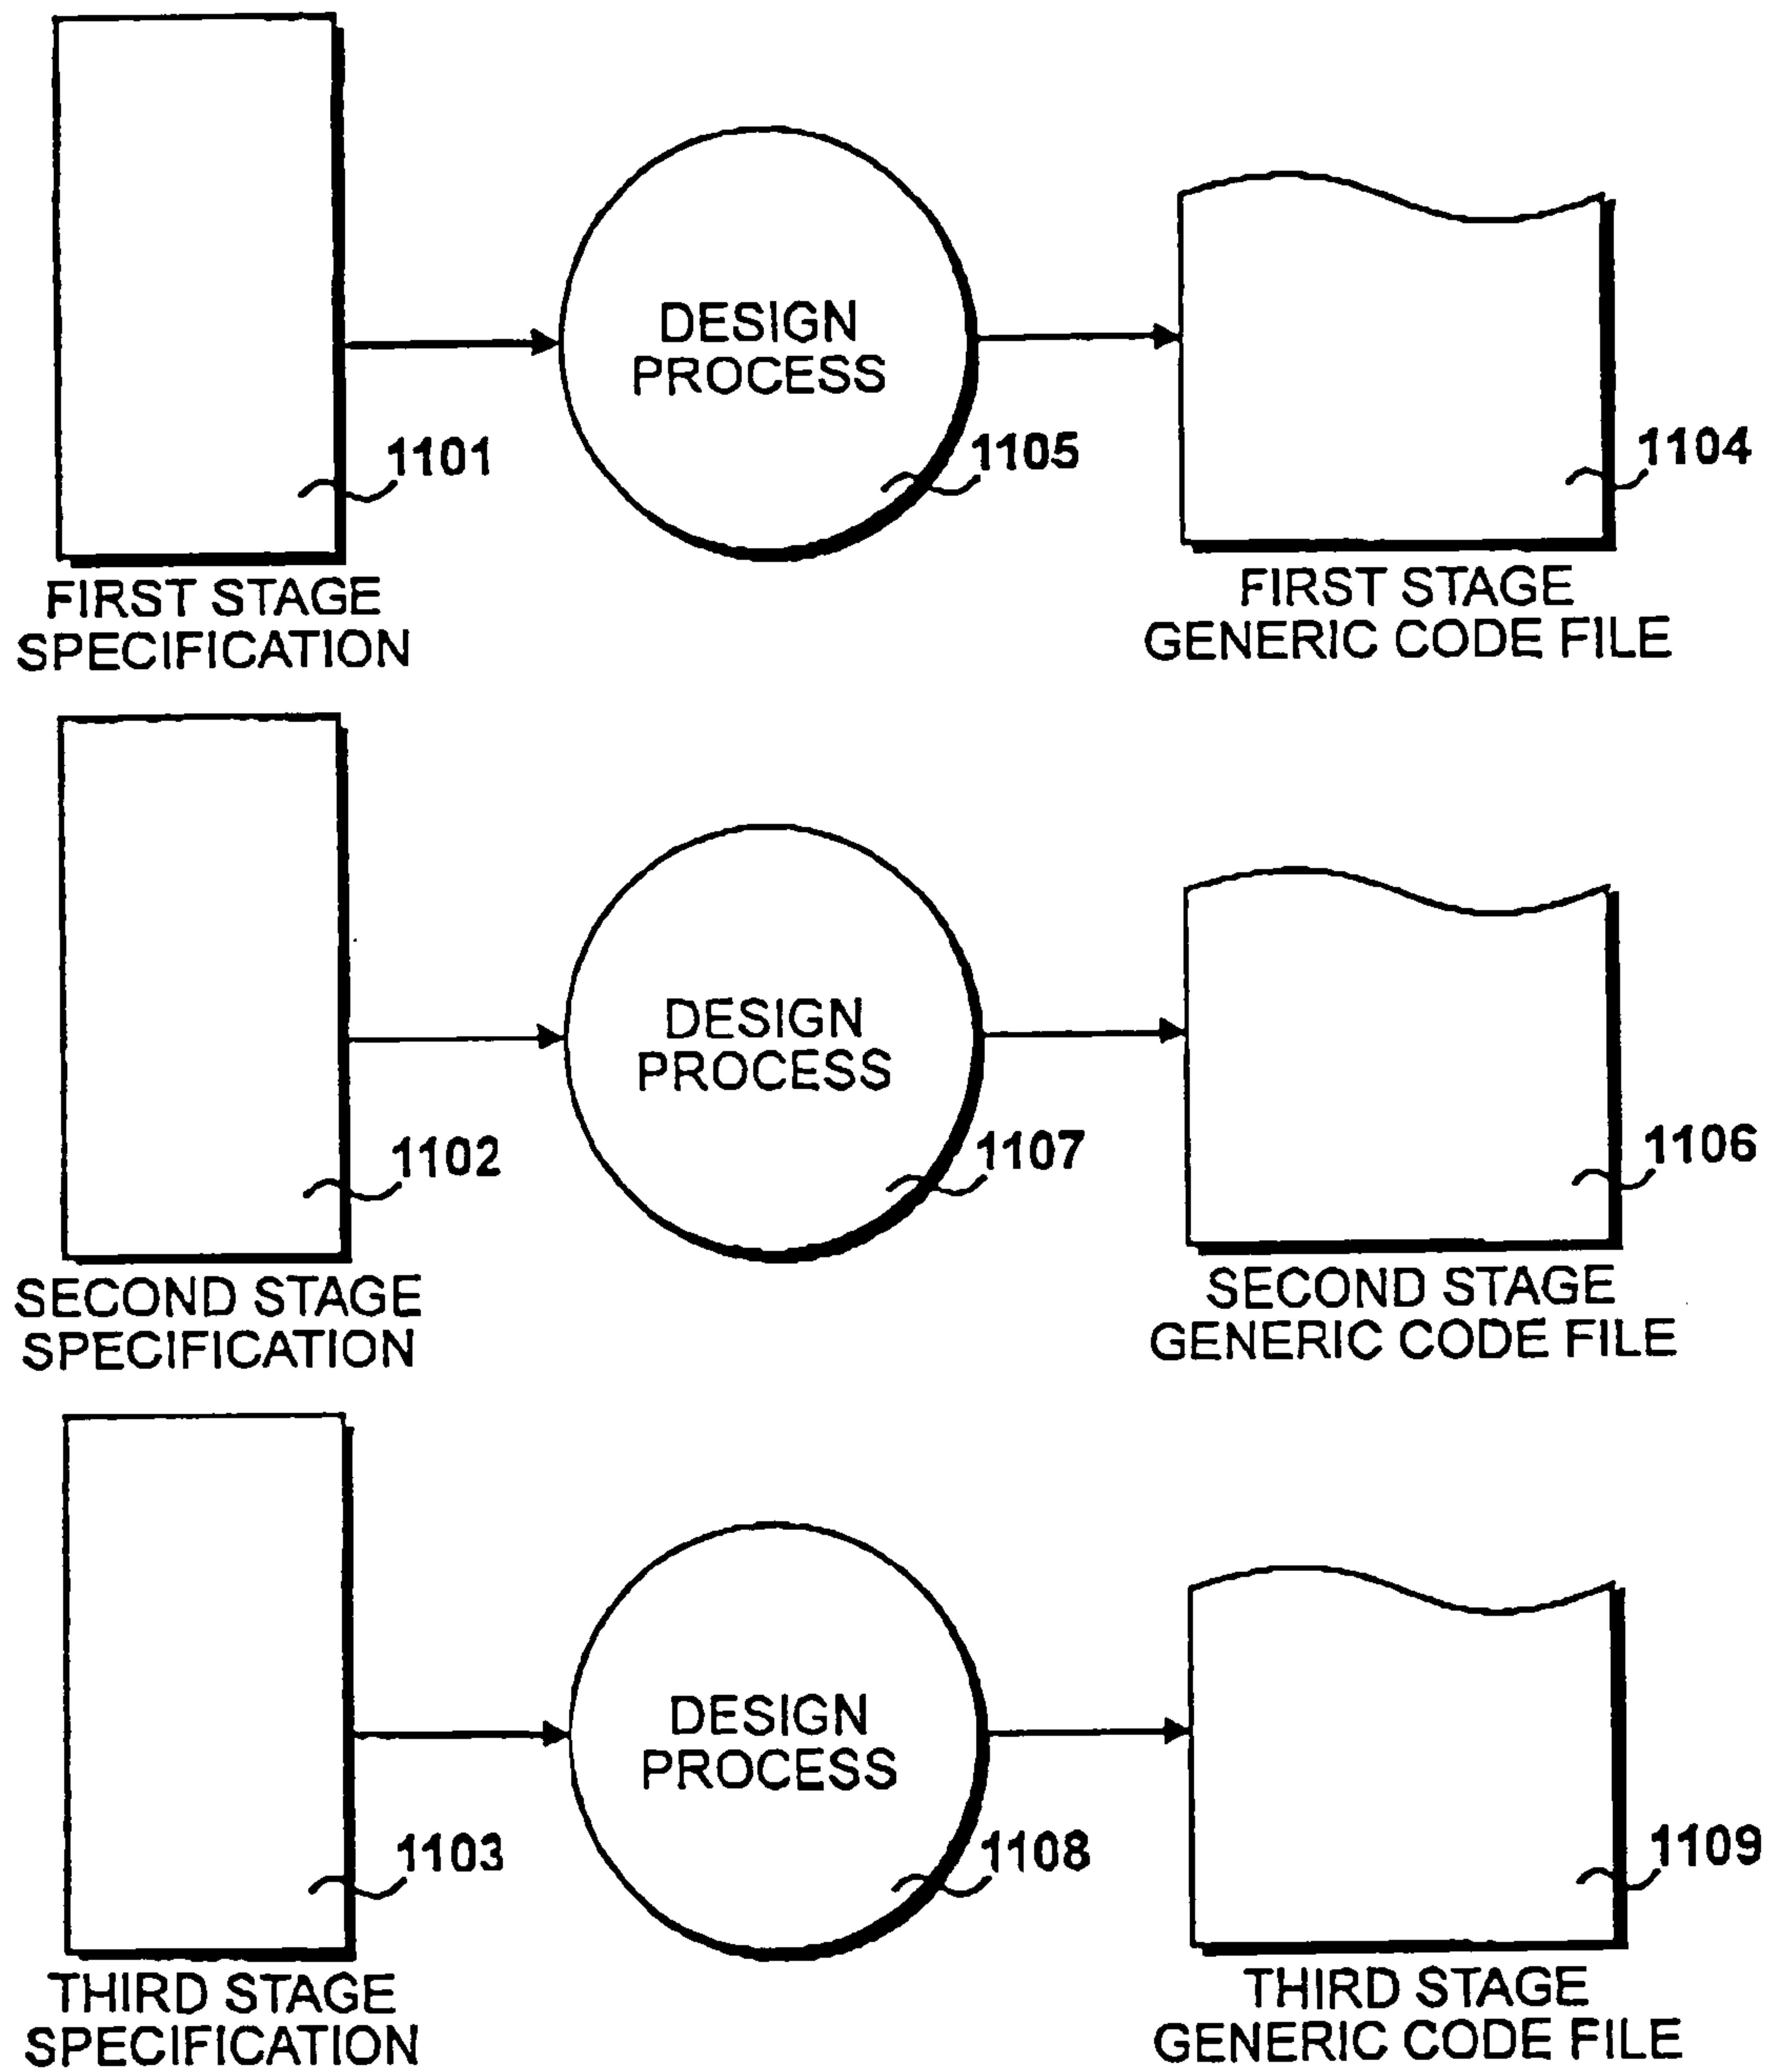 DESIGN
PROCESS
1101
1105
1104
FIRST STAGE
SPECIFICATION
FIRST STAGE
GENERIC CODE FILE
DESIGN
PROCESS
1102
1107
1106
SECOND STAGE
SPECIFICATION
SECOND STAGE
GENERIC CODE FILE
DESIGN
PROCESS
1103
1108
1109
THIRD STAGE
SPECIFICATION
THIRD STAGE
GENERIC CODE FILE